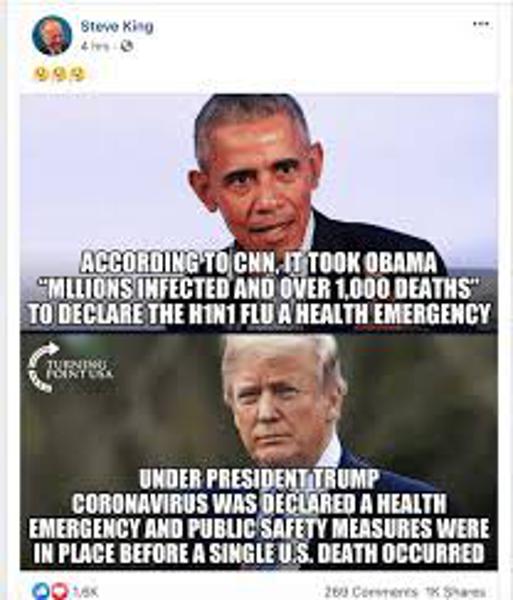 Steve King
4 hrs ·
ACCORDING TO CNN, IT TOOK OBAMA
"MLLIONS INFECTED AND OVER 1,000 DEATHS"
TO DECLARE THE H1N1 FLU A HEALTH EMERGENCY
TURNING
POINT USA
UNDER PRESIDENT TRUMP
CORONAVIRUS WAS DECLARED A HEALTH
EMERGENCY AND PUBLIC SAFETY MEASURES WERE
IN PLACE BEFORE A SINGLE U.S. DEATH OCCURRED
1.6K 269 Comments 1K Shares